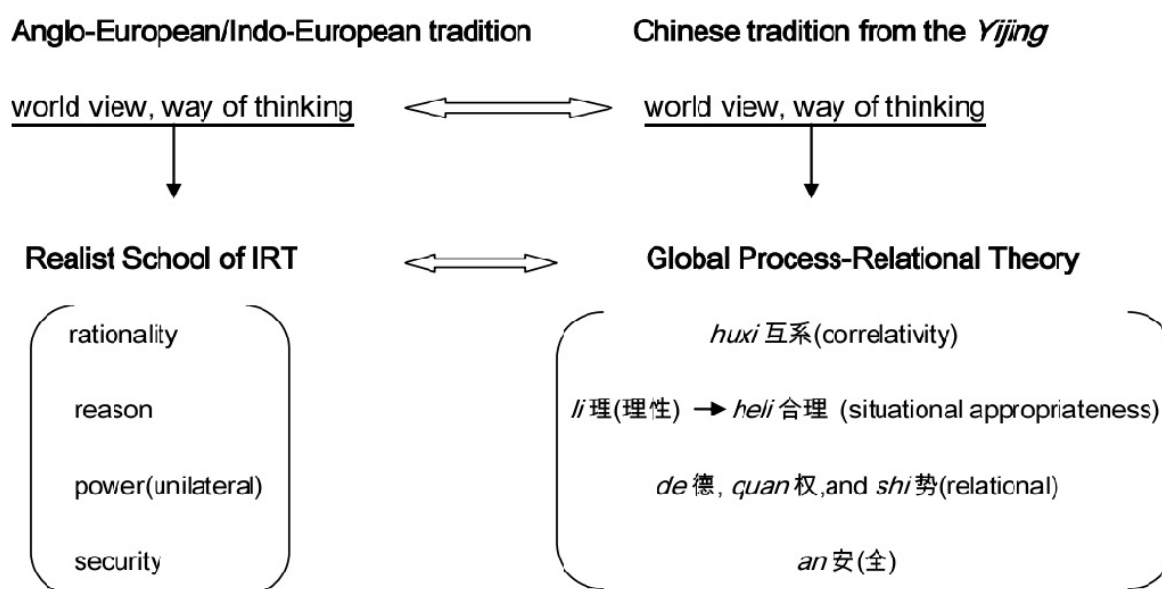 Anglo-European/Indo-European tradition
Chinese tradition from the Yijing
world view, way of thinking
world view, way of thinking
Realist School of IRT
Global Process-Relational Theory
rationality
reason
power(unilateral)
security
huxi 互系(correlativity)
li 理(理性) → heli 合理 (situational appropriateness)
de 德, quan 权,and shi 势(relational)
an 安(全)